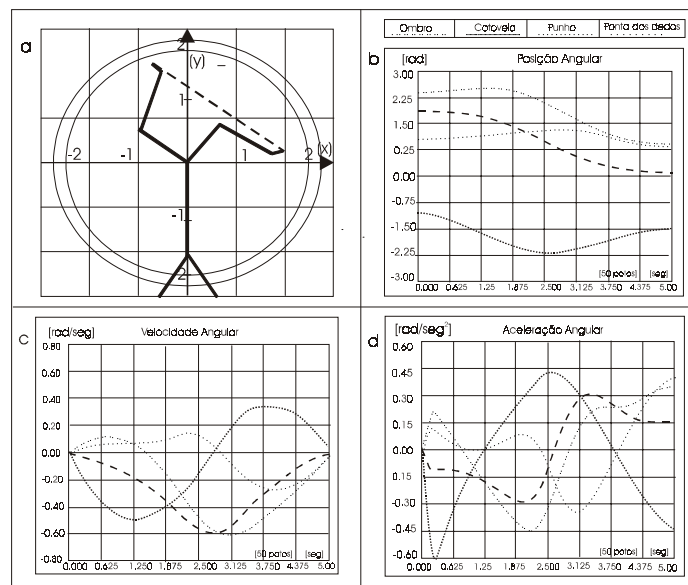 Ombro Cotovelo Punho Ponta dos dedos
a
2
(y)
1
-2 -1 1 2 (x)
-1
-2
b [rad] Posição Angular
3.00
2.25
1.50
0.25
0.00
-0.75
-1.50
-2.25
-3.00
[50 patos] [seg]
0.000 0.625 1.25 1.875 2.500 3.125 3.75 4.375 5.00
c [rad/seg] Velocidade Angular
0.80
0.60
0.40
0.20
0.00
-0.20
-0.40
-0.60
-0.80
[50 patos] [seg]
0.000 0.625 1,250 1,875 2,500 3.125 3,750 4.375 5.00
d [rad/seg²] Aceleração Angular
0.60
0.45
0.30
0.15
0.00
0.15
-0.30
-0.45
-0.60
[50 patos] [seg]
0.000 0.625 1.250 1.875 2.500 3.125 3.750 4.375 5.00